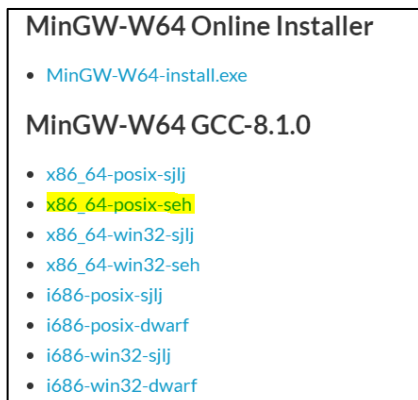 MinGW-W64 Online Installer
MinGW-W64-install.exe
MinGW-W64 GCC-8.1.0
x86_64-posix-sjlj
x86_64-posix-seh
x86_64-win32-sjlj
x86_64-win32-seh
i686-posix-sjlj
i686-posix-dwarf
i686-win32-sjlj
i686-win32-dwarf